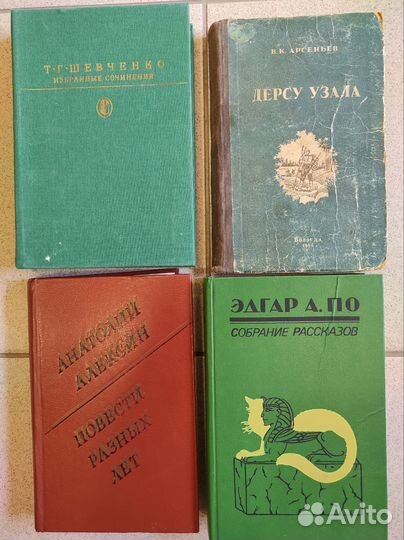 Т·Г·ШЕВЧЕНКО
ИЗБРАННЫЕ СОЧИНЕНИЯ
В.К. АРСЕНЬЕВ
ДЕРСУ УЗАЛА
Вологда
АНАТОЛИЙ
АЛЕКСИН
ПОВЕСТИ
РАЗНЫХ
ЛЕТ
ЭДГАР А. ПО
СОБРАНИЕ РАССКАЗОВ
Avito